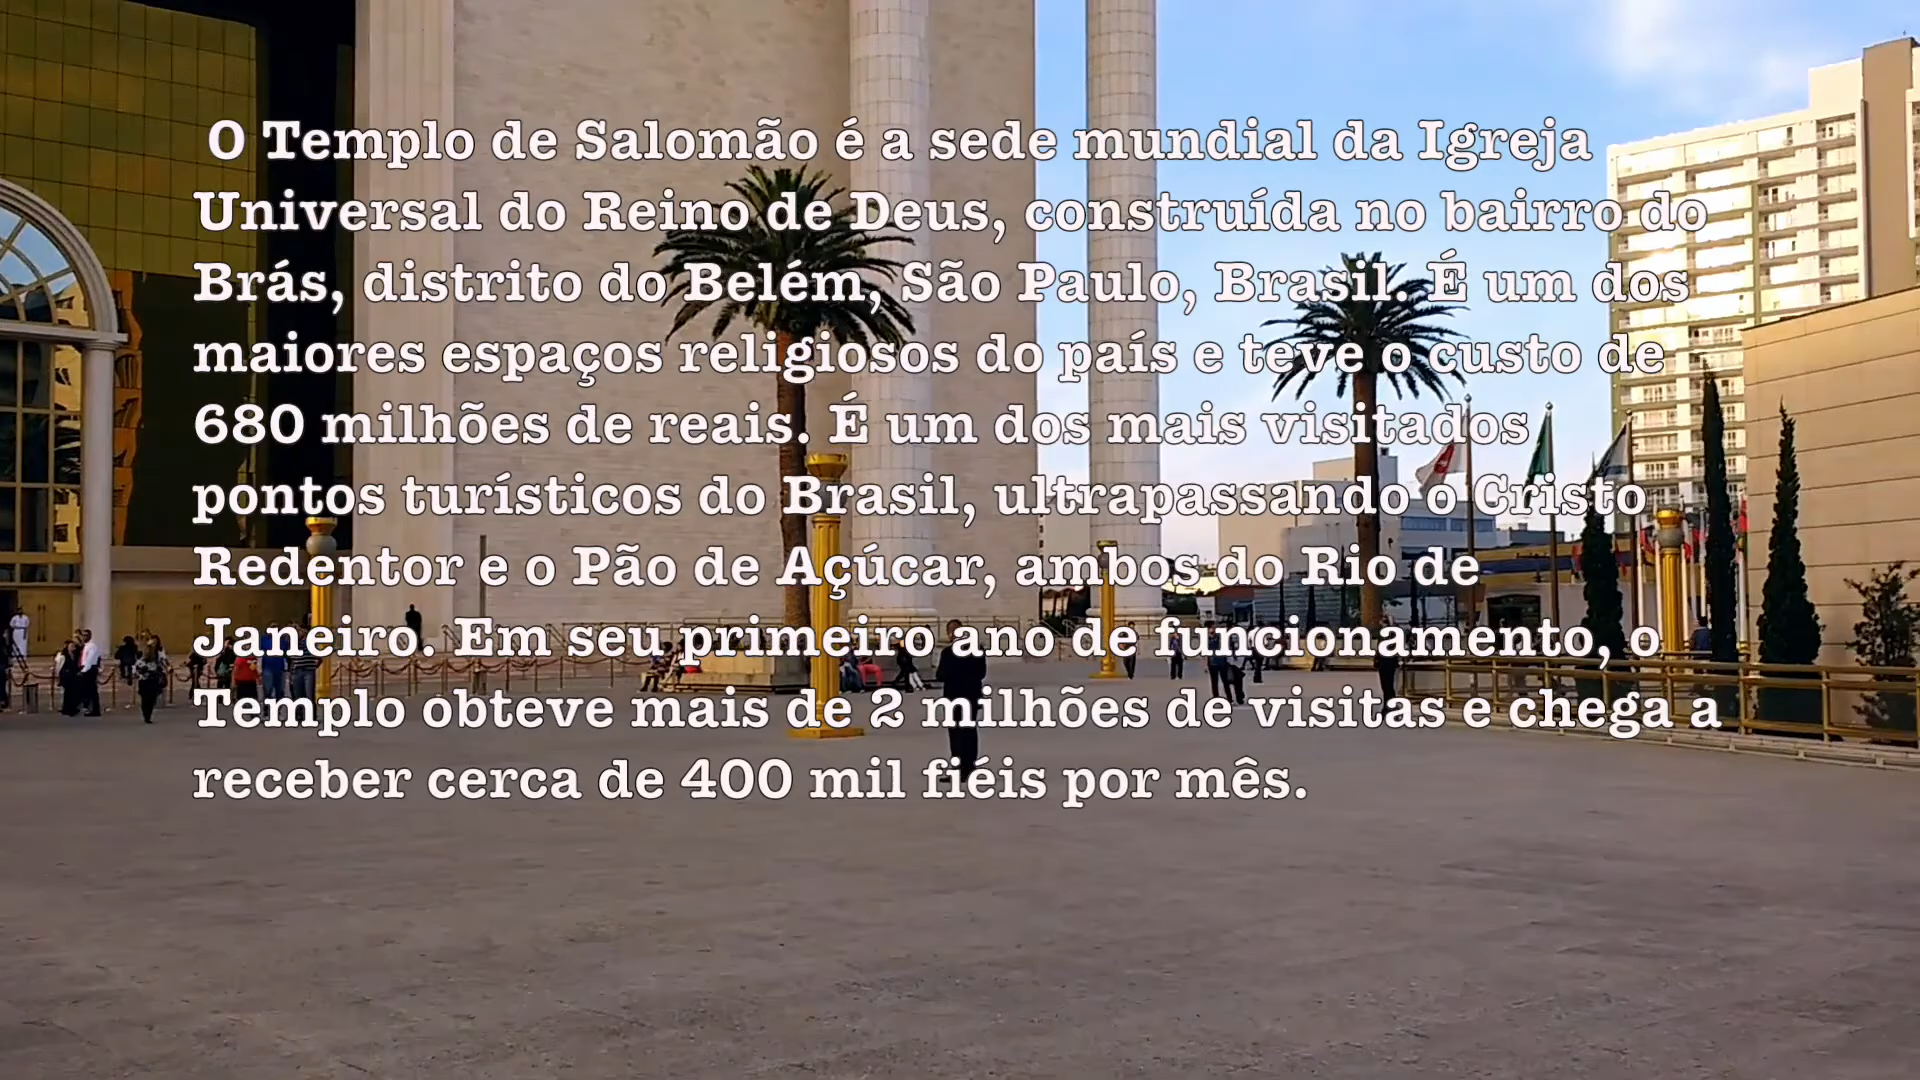 O Templo de Salomão é a sede mundial da Igreja
Universal do Reino de Deus, construída no bairro do
Brás, distrito do Belém, São Paulo, Brasil. É um dos
maiores espaços religiosos do país e teve o custo de
680 milhões de reais. É um dos mais visitados
pontos turísticos do Brasil, ultrapassando o Cristo
Redentor e o Pão de Açúcar, ambos do Rio de
Janeiro. Em seu primeiro ano de funcionamento, o
Templo obteve mais de 2 milhões de visitas e chega a
receber cerca de 400 mil fiéis por mês.